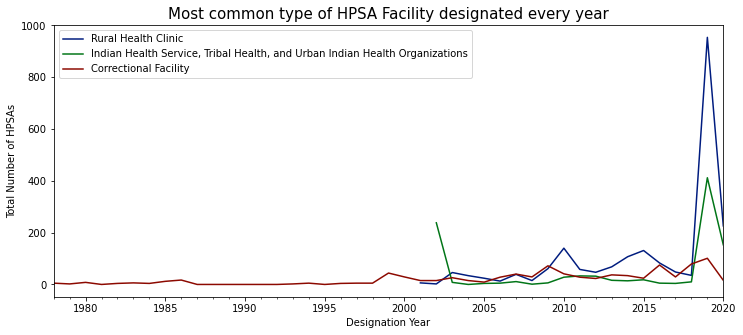 Most common type of HPSA Facility designated every year
Rural Health Clinic
Indian Health Service, Tribal Health, and Urban Indian Health Organizations
Correctional Facility
Total Number of HPSAs
1000
800
600
400
200
0
1980 1985 1990 1995 2000 2005 2010 2015 2020
Designation Year